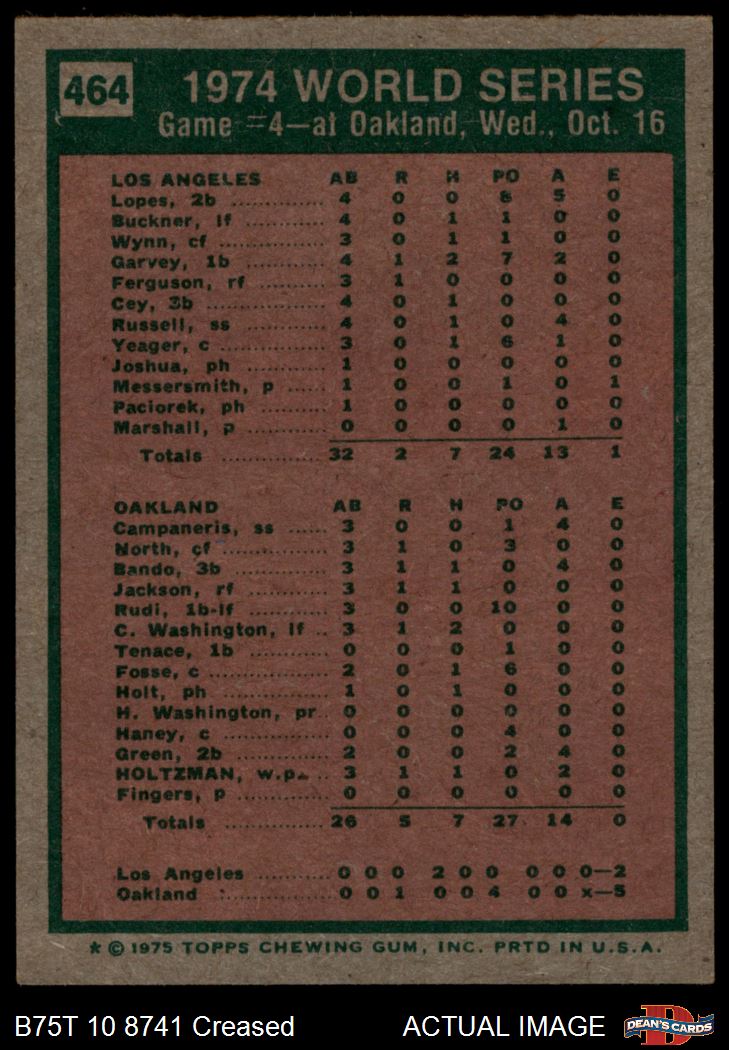 464
1974 WORLD SERIES
Game #4—at Oakland, Wed., Oct. 16
LOS ANGELES AB R H PO A E
Lopes, 2b 4 0 0 8 5 0
Buckner, lf 4 0 1 1 0 0
Wynn, cf 3 0 1 1 0 0
Garvey, 1b 4 1 2 7 2 0
Ferguson, rf 3 1 0 0 0 0
Cey, 3b 4 0 1 0 0 0
Russell, ss 4 0 1 0 4 0
Yeager, c 3 0 1 6 1 0
Joshua, ph 1 0 0 0 0 0
Messersmith, p 1 0 0 1 0 1
Paciorek, ph 1 0 0 0 0 0
Marshall, p 0 0 0 0 1 0
Totals 32 2 7 24 13 1
OAKLAND AB R H PO A E
Campaneris, ss 3 0 0 1 4 0
North, cf 3 1 0 3 0 0
Bando, 3b 3 1 1 0 4 0
Jackson, rf 3 1 1 0 0 0
Rudi, 1b-lf 3 0 0 10 0 0
C. Washington, lf 3 1 2 0 0 0
Tenace, 1b 0 0 0 1 0 0
Fosse, c 2 0 1 6 0 0
Holt, ph 1 0 1 0 0 0
H. Washington, pr 0 0 0 0 0 0
Haney, c 0 0 0 4 0 0
Green, 2b 2 0 0 2 4 0
HOLTZMAN, w.p. 3 1 1 0 2 0
Fingers, p 0 0 0 0 0 0
Totals 26 5 7 27 14 0
Los Angeles 0 0 0 2 0 0 0 0 0—2
Oakland 0 0 1 0 0 4 0 0 x—5
* © 1975 TOPPS CHEWING GUM, INC. PRTD IN U.S.A.
B75T 10 8741 Creased ACTUAL IMAGE
DEAN'S CARDS